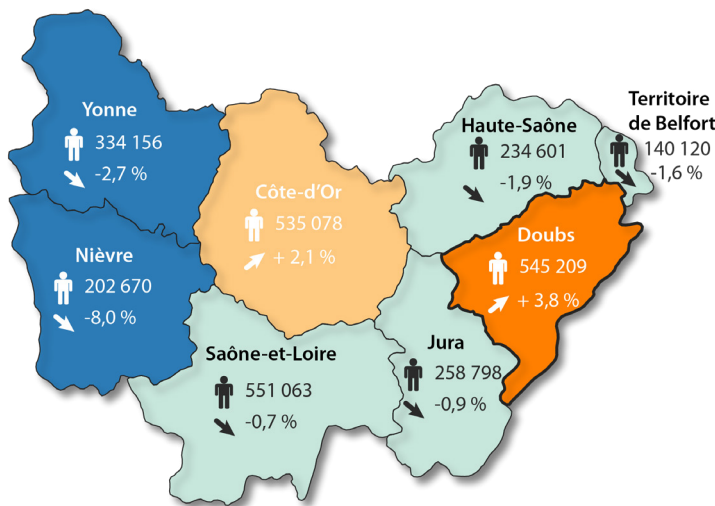 Yonne
334 156
-2,7 %
Côte-d'Or
535 078
+ 2,1 %
Haute-Saône
234 601
-1,9 %
Territoire
de Belfort
140 120
-1,6 %
Nièvre
202 670
-8,0 %
Doubs
545 209
+ 3,8 %
Saône-et-Loire
551 063
-0,7 %
Jura
258 798
-0,9 %